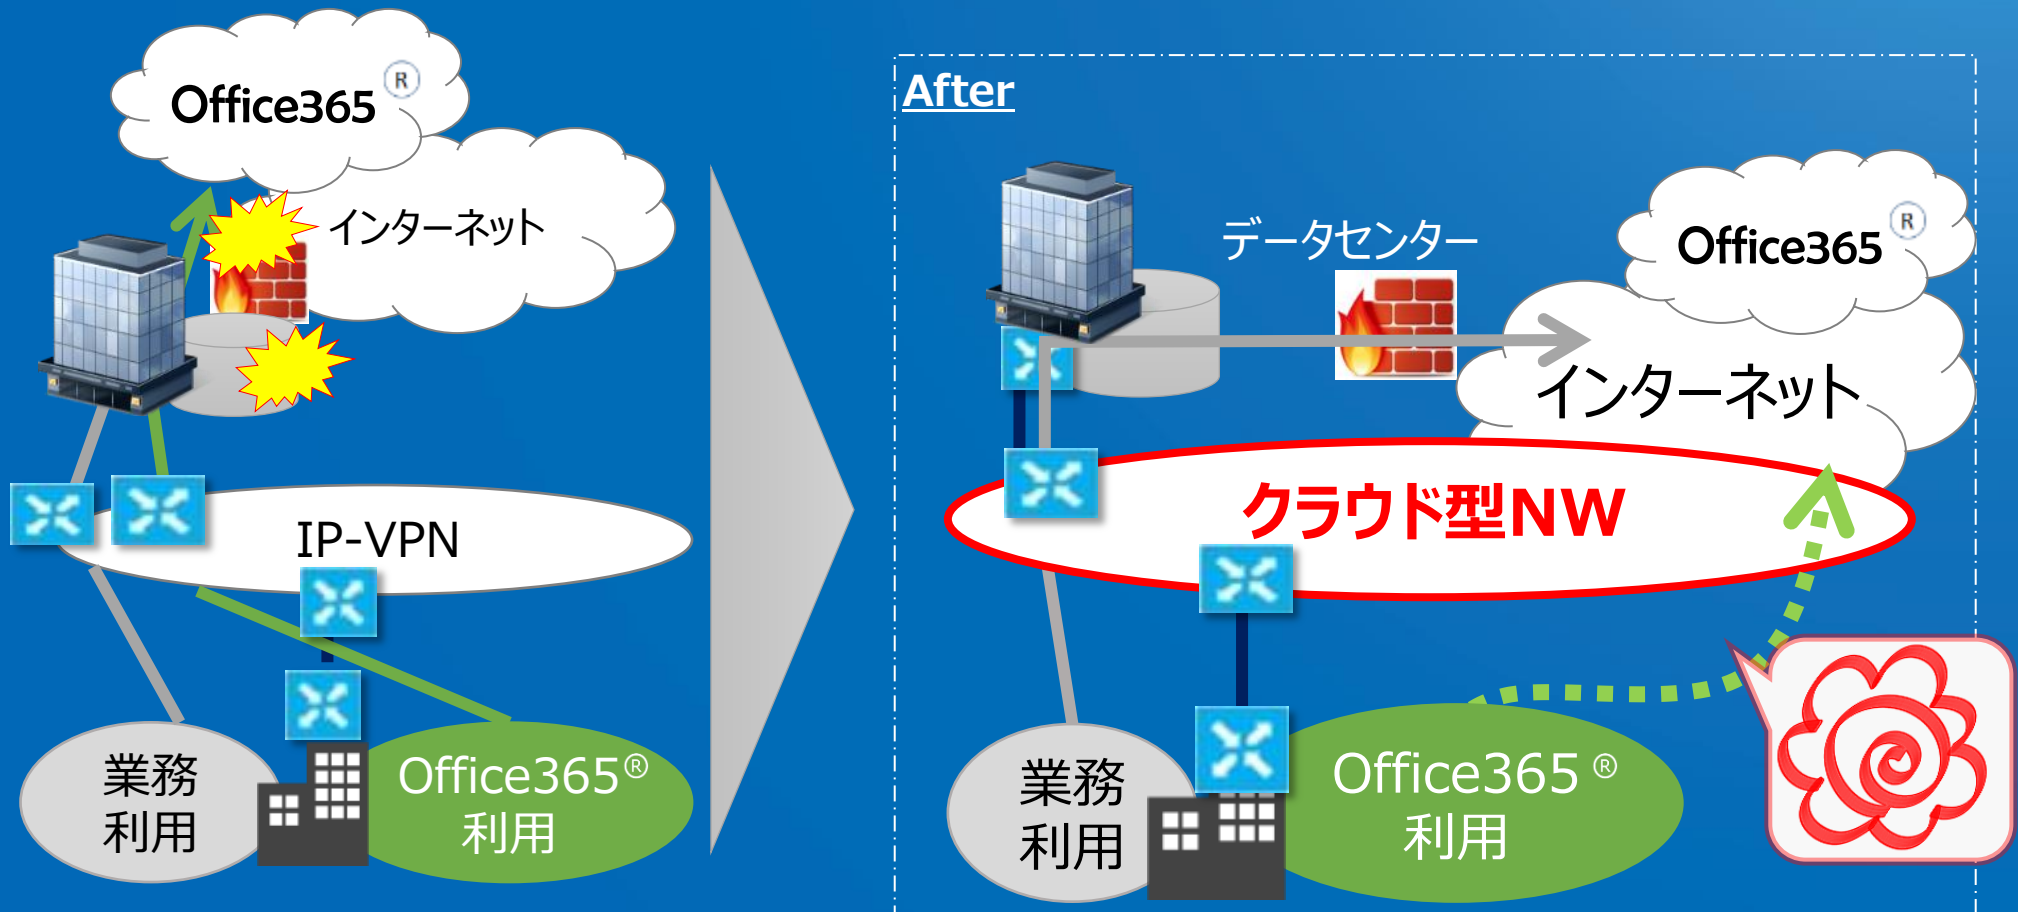 Office365®
インターネット
IP-VPN
業務
利用
Office365®
利用
After
データセンター
Office365®
インターネット
クラウド型NW
業務
利用
Office365 ®
利用